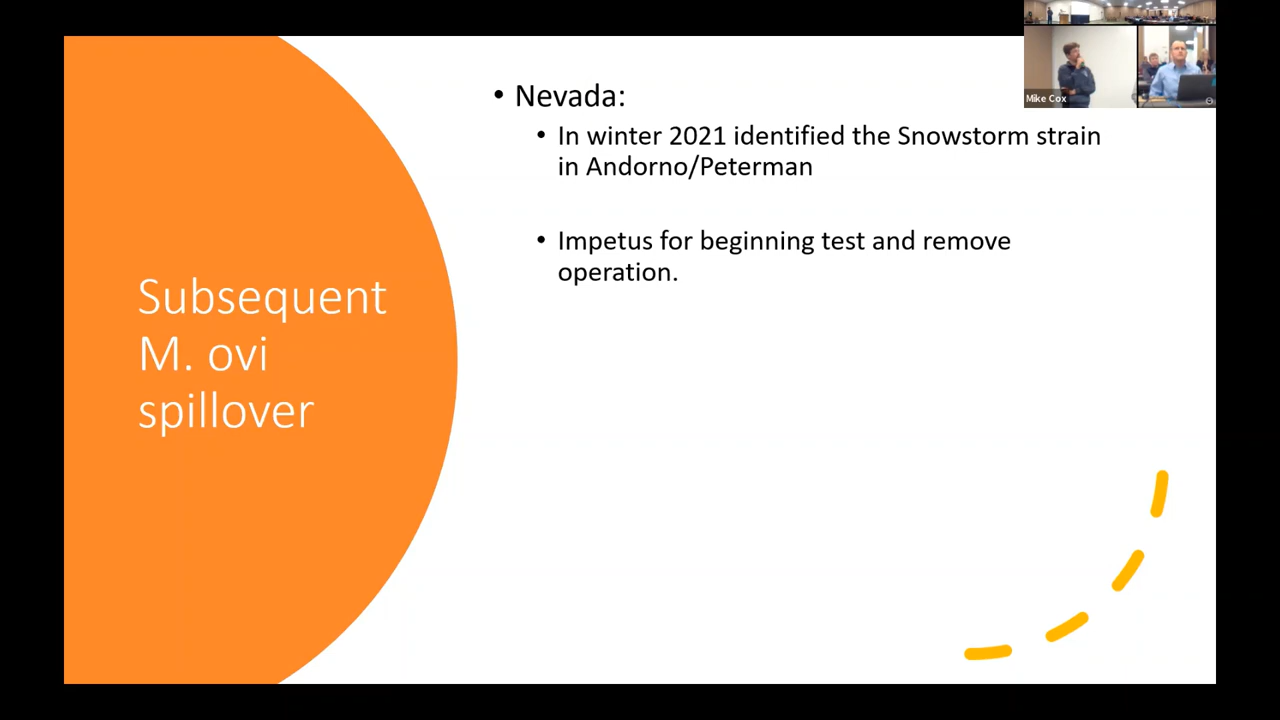 Subsequent
M. ovi
spillover
• Nevada:
• In winter 2021 identified the Snowstorm strain
in Andorno/Peterman
• Impetus for beginning test and remove
operation.
Mike Cox